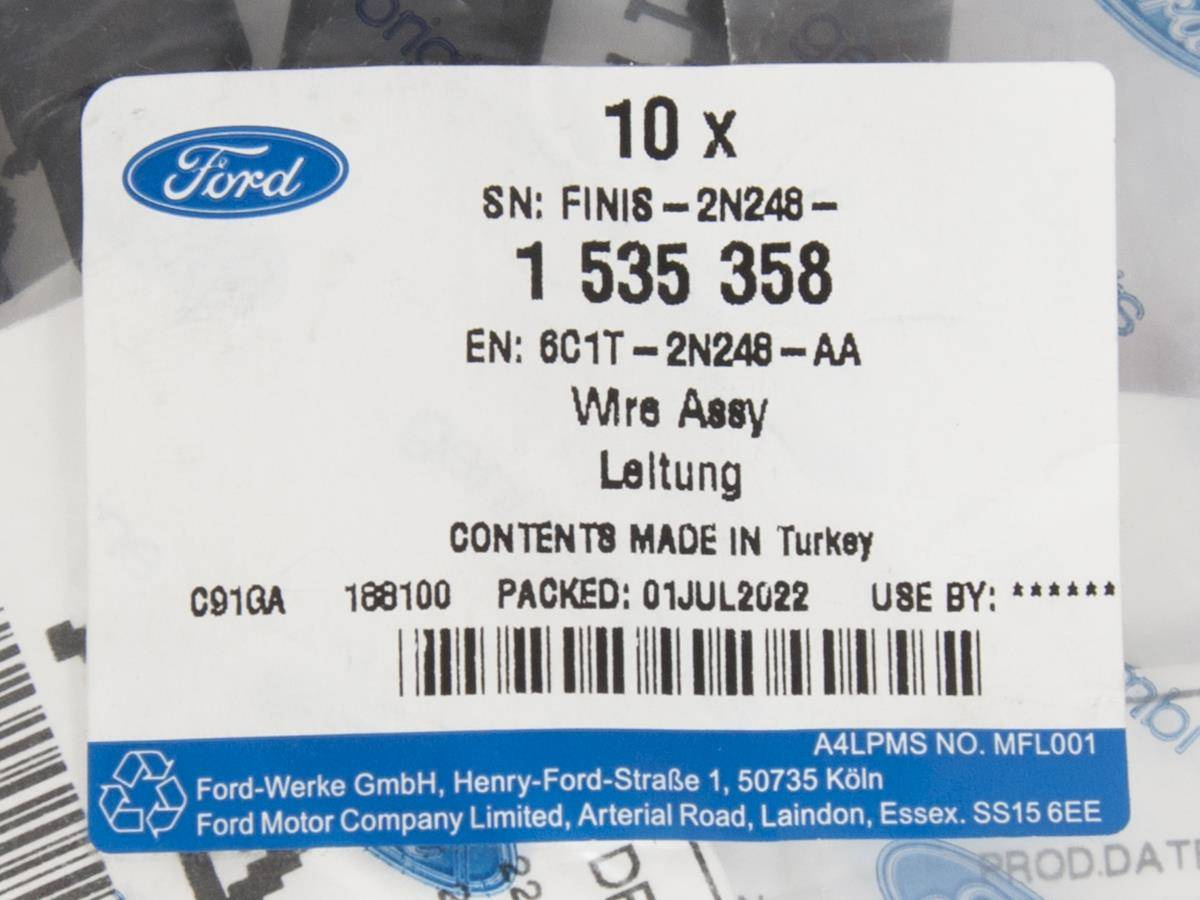 Ford
10 x
SN: FINIS-2N248-
1 535 358
EN: 6C1T-2N248-AA
Wire Assy
Leitung
CONTENTS MADE IN Turkey
C91GA 188100 PACKED: 01JUL2022 USE BY: ******
A4LPMS NO. MFL001
Ford-Werke GmbH, Henry-Ford-Straße 1, 50735 Köln
Ford Motor Company Limited, Arterial Road, Laindon, Essex. SS15 6EE
PROD.DATE